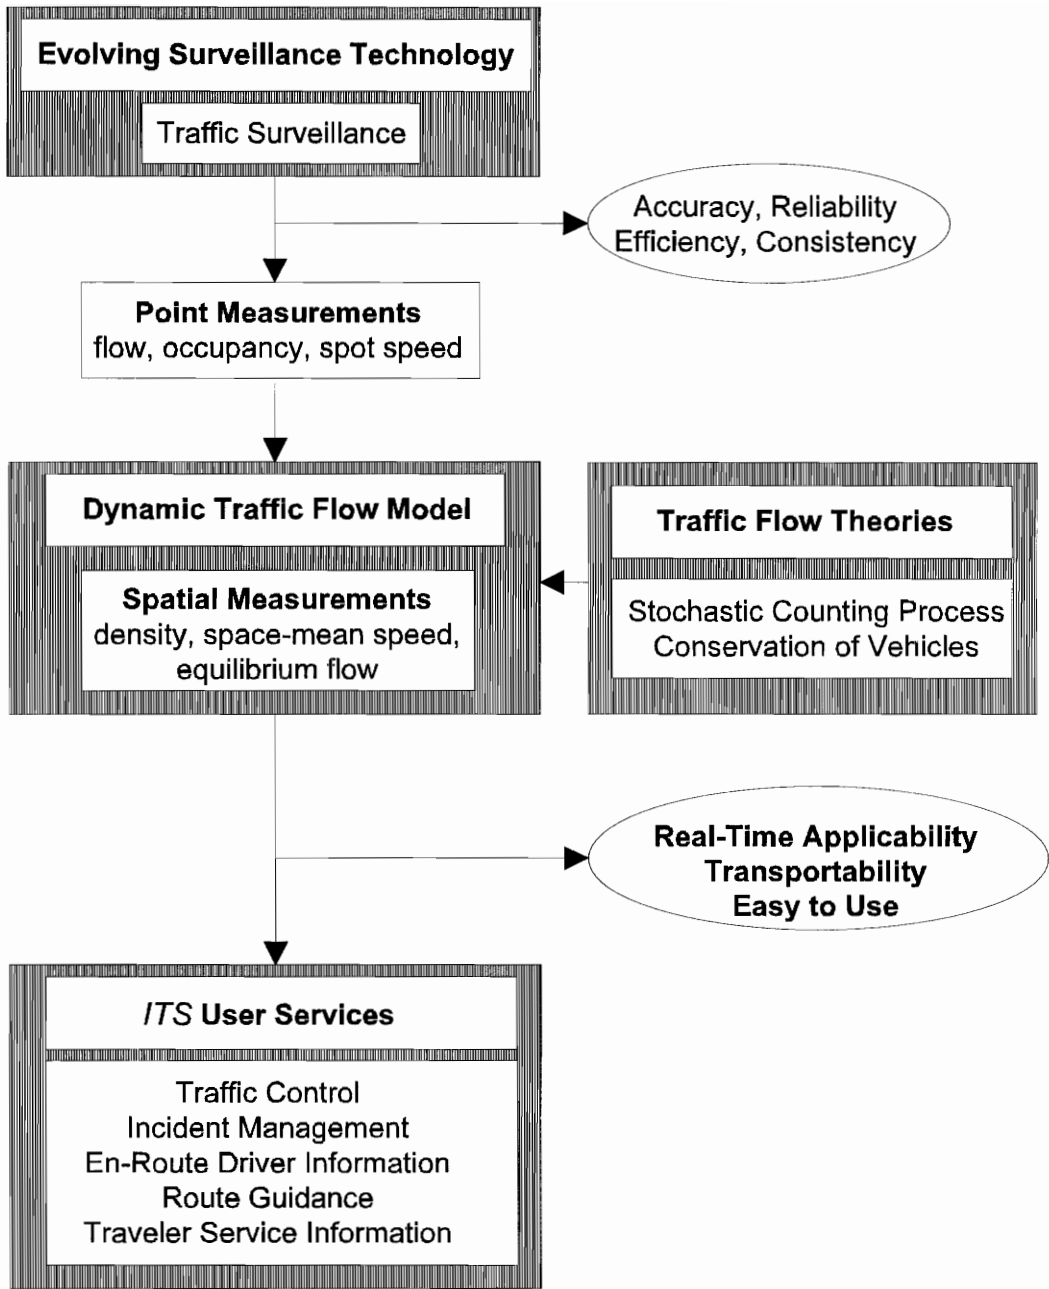 Evolving Surveillance Technology
Traffic Surveillance
Accuracy, Reliability
Efficiency, Consistency
Point Measurements
flow, occupancy, spot speed
Dynamic Traffic Flow Model
Spatial Measurements
density, space-mean speed,
equilibrium flow
Traffic Flow Theories
Stochastic Counting Process
Conservation of Vehicles
Real-Time Applicability
Transportability
Easy to Use
ITS User Services
Traffic Control
Incident Management
En-Route Driver Information
Route Guidance
Traveler Service Information